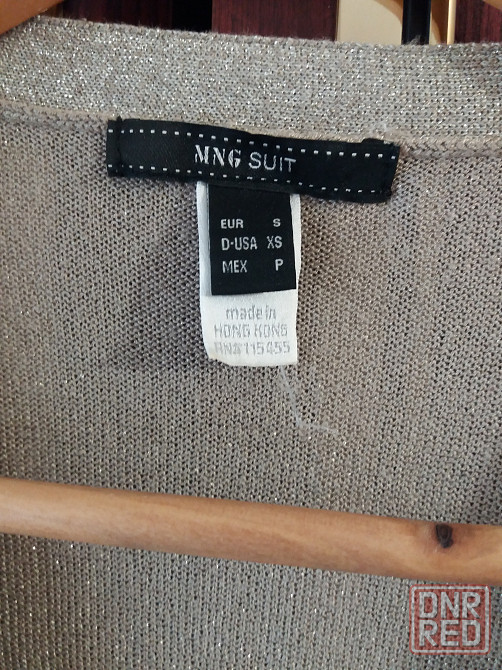 MNG SUIT
EUR S
D-USA XS
MEX P
made in
HONG KONG
RN#115455
DNR
RED